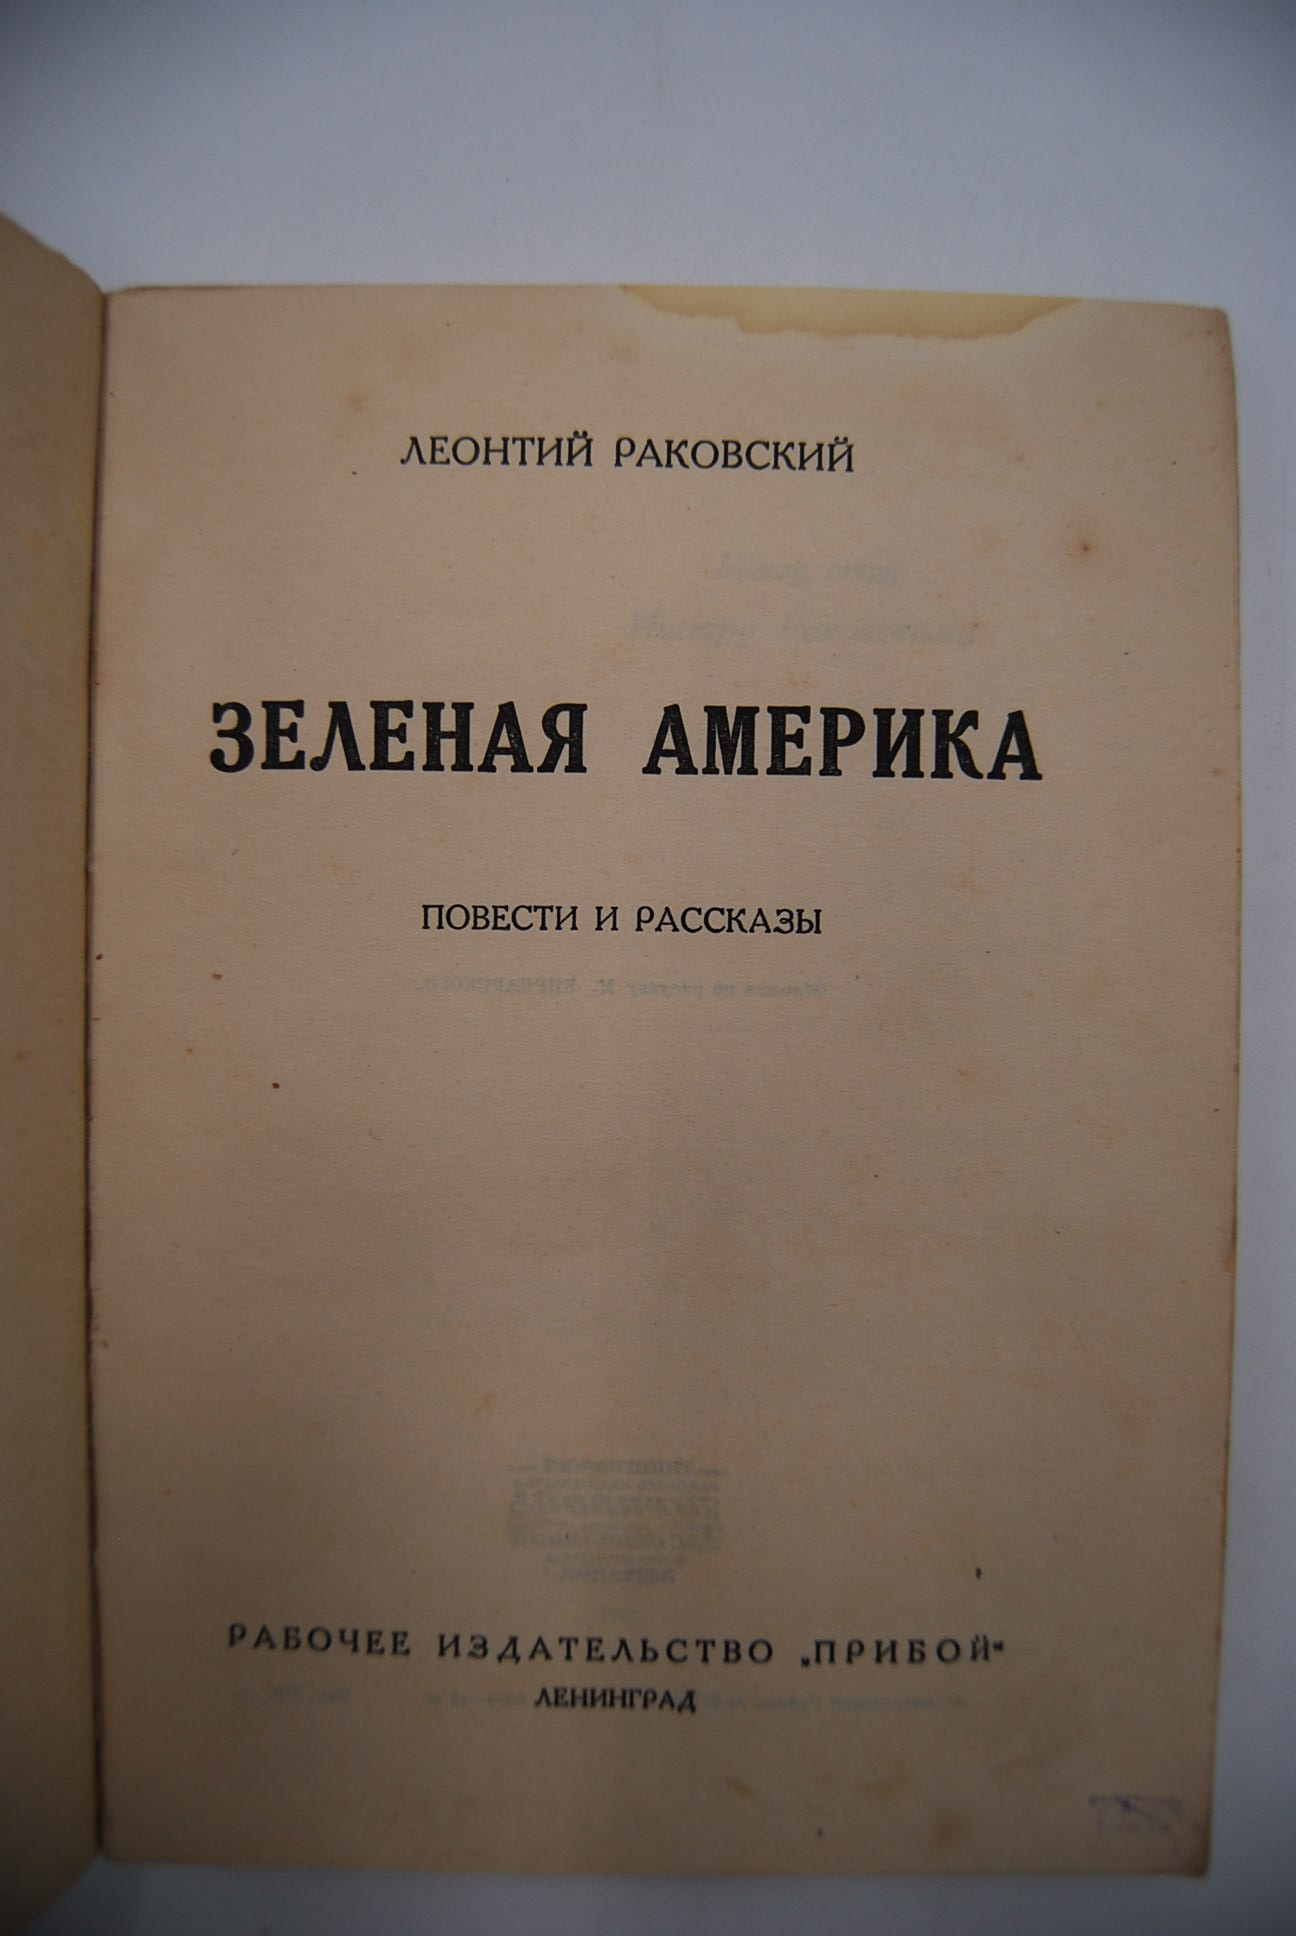 ЛЕОНТИЙ РАКОВСКИЙ
ЗЕЛЕНАЯ АМЕРИКА
ПОВЕСТИ И РАССКАЗЫ
РАБОЧЕЕ ИЗДАТЕЛЬСТВО „ПРИБОЙ“
ЛЕНИНГРАД